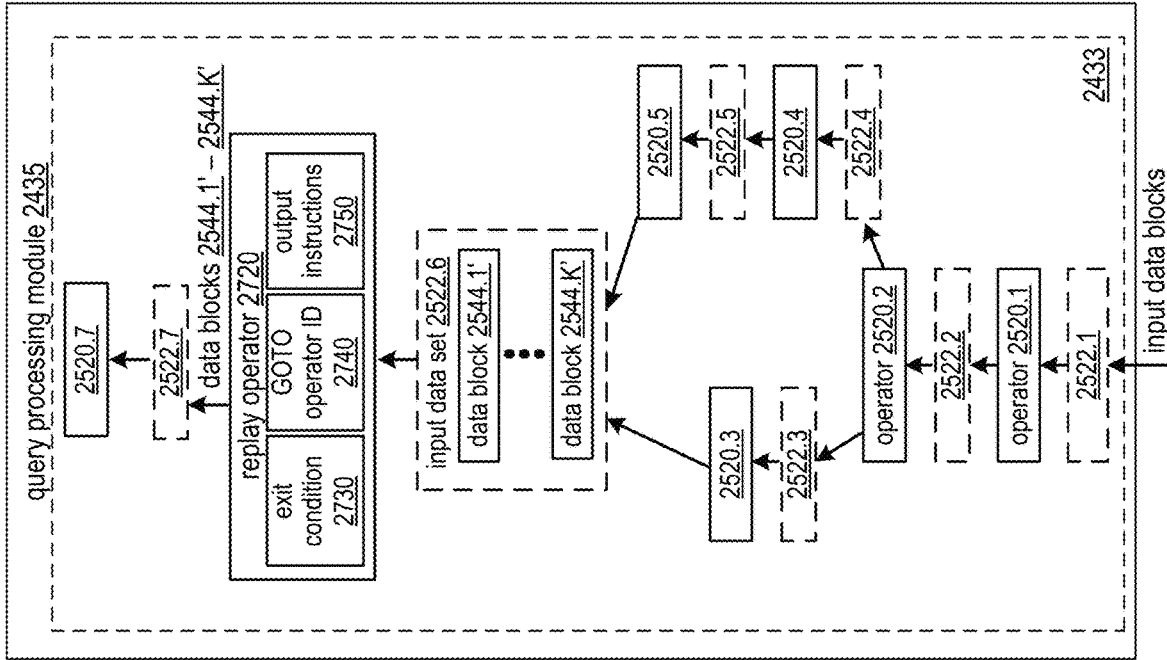 query processing module 2435
2520.7
2522.7
data blocks 2544.1' – 2544.K'
replay operator 2720
exit
condition
2730
GOTO
operator ID
2740
output
instructions
2750
input data set 2522.6
data block 2544.1'
data block 2544.K'
2520.3
2522.3
2520.5
2522.5
2520.4
2522.4
operator 2520.2
2522.2
operator 2520.1
2522.1
2433
input data blocks